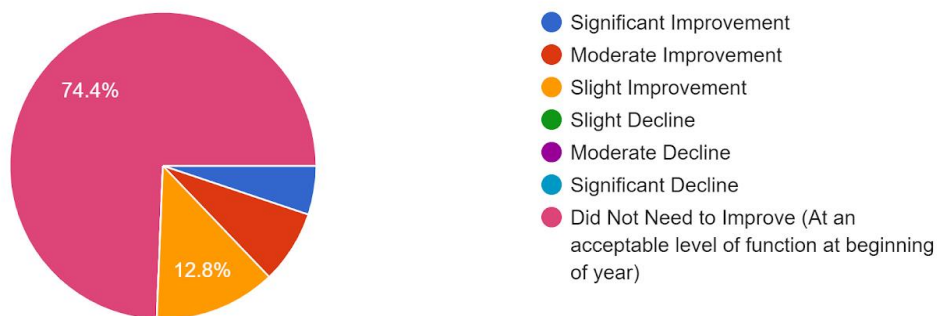 74.4%
12.8%
Significant Improvement
Moderate Improvement
Slight Improvement
Slight Decline
Moderate Decline
Significant Decline
Did Not Need to Improve (At an
acceptable level of function at beginning
of year)